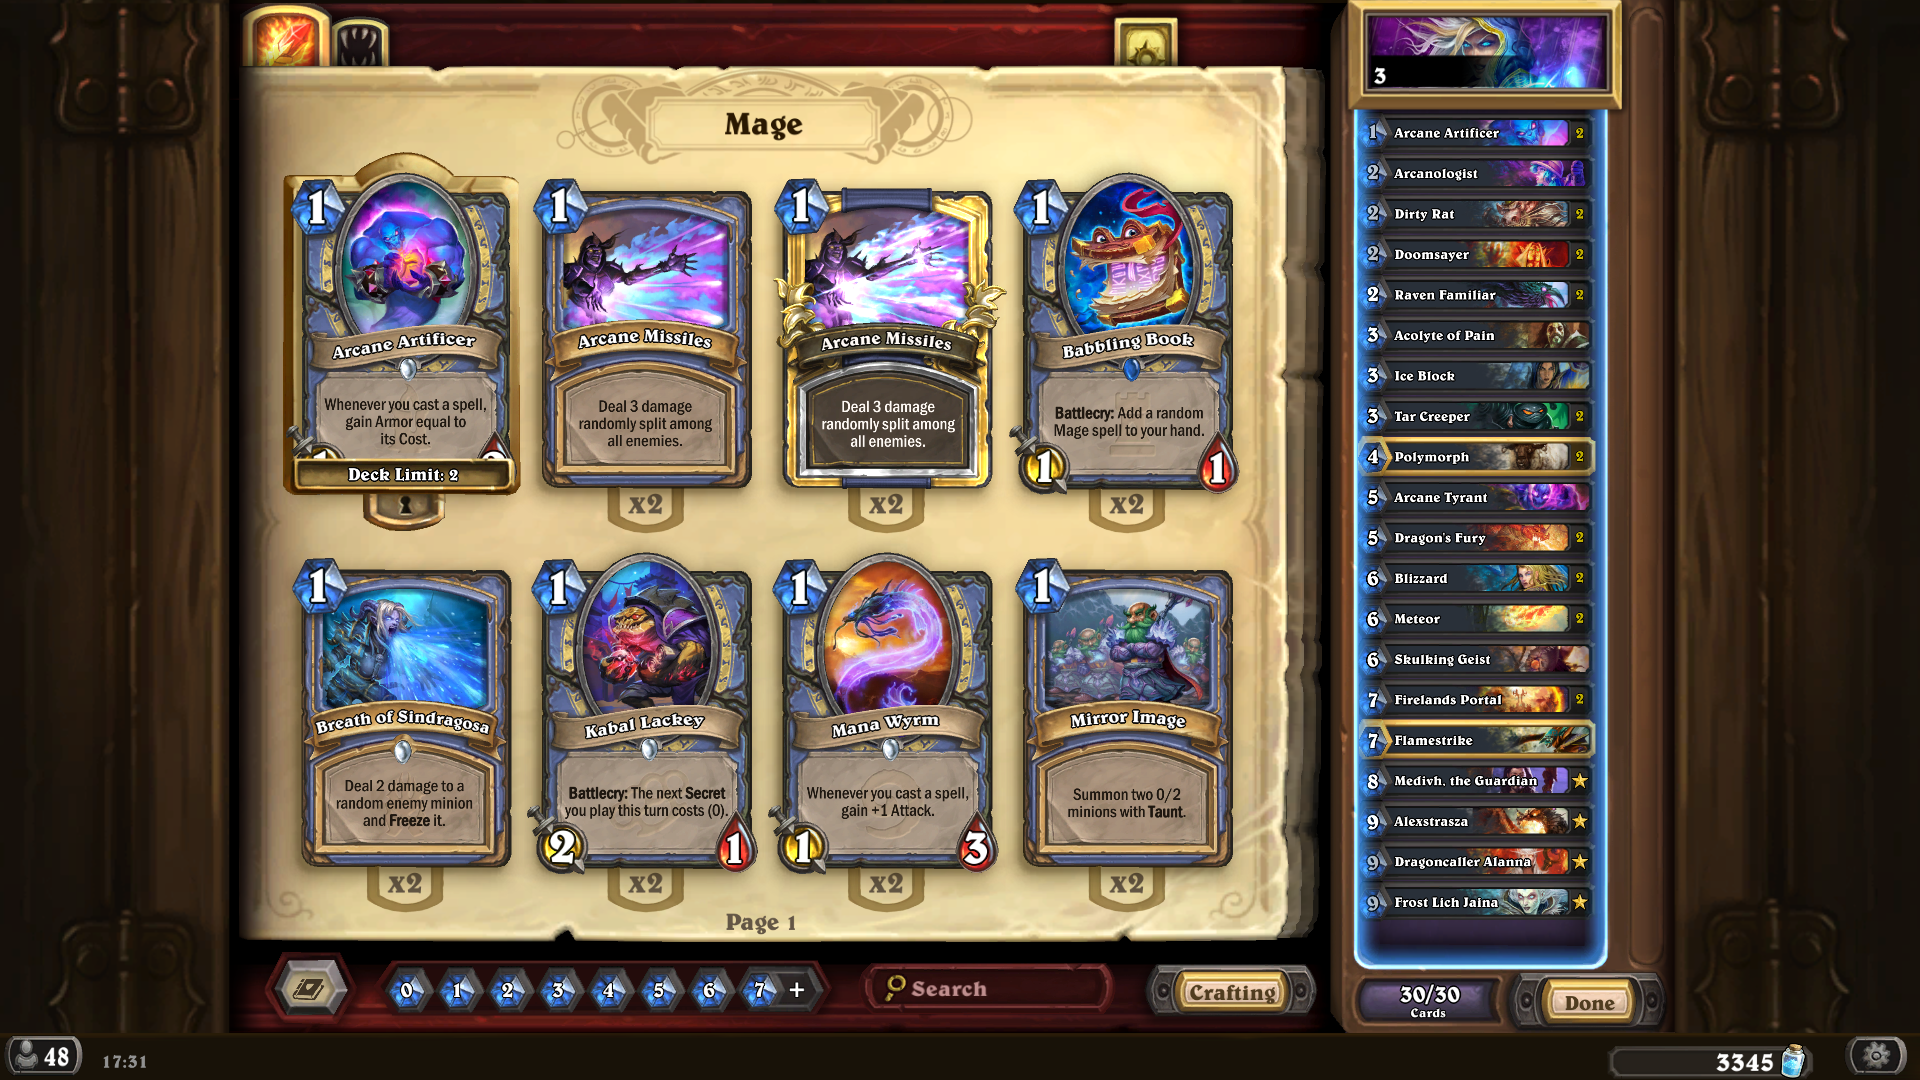 Mage
1
Arcane Artificer
Whenever you cast a spell,
gain Armor equal to
its Cost.
Deck Limit: 2
1
Arcane Missiles
Deal 3 damage
randomly split among
all enemies.
x2
1
Arcane Missiles
Deal 3 damage
randomly split among
all enemies.
x2
1
Babbling Book
Battlecry: Add a random
Mage spell to your hand.
1
1
x2
1
Breath of Sindragosa
Deal 2 damage to a
random enemy minion
and Freeze it.
x2
1
Kabal Lackey
Battlecry: The next Secret
you play this turn costs (0).
2
1
x2
1
Mana Wyrm
Whenever you cast a spell,
gain +1 Attack.
1
3
x2
1
Mirror Image
Summon two 0/2
minions with Taunt.
x2
Page 1
0 1 2 3 4 5 6 7 +
Search
Crafting
3
1 Arcane Artificer 2
2 Arcanologist
2 Dirty Rat 2
2 Doomsayer 2
2 Raven Familiar 2
3 Acolyte of Pain
3 Ice Block
3 Tar Creeper 2
4 Polymorph 2
5 Arcane Tyrant
5 Dragon's Fury 2
6 Blizzard 2
6 Meteor 2
6 Skulking Geist
7 Firelands Portal 2
7 Flamestrike
8 Medivh, the Guardian
9 Alexstrasza
9 Dragoncaller Alanna
9 Frost Lich Jaina
30/30
Cards
Done
48
17:31
3345